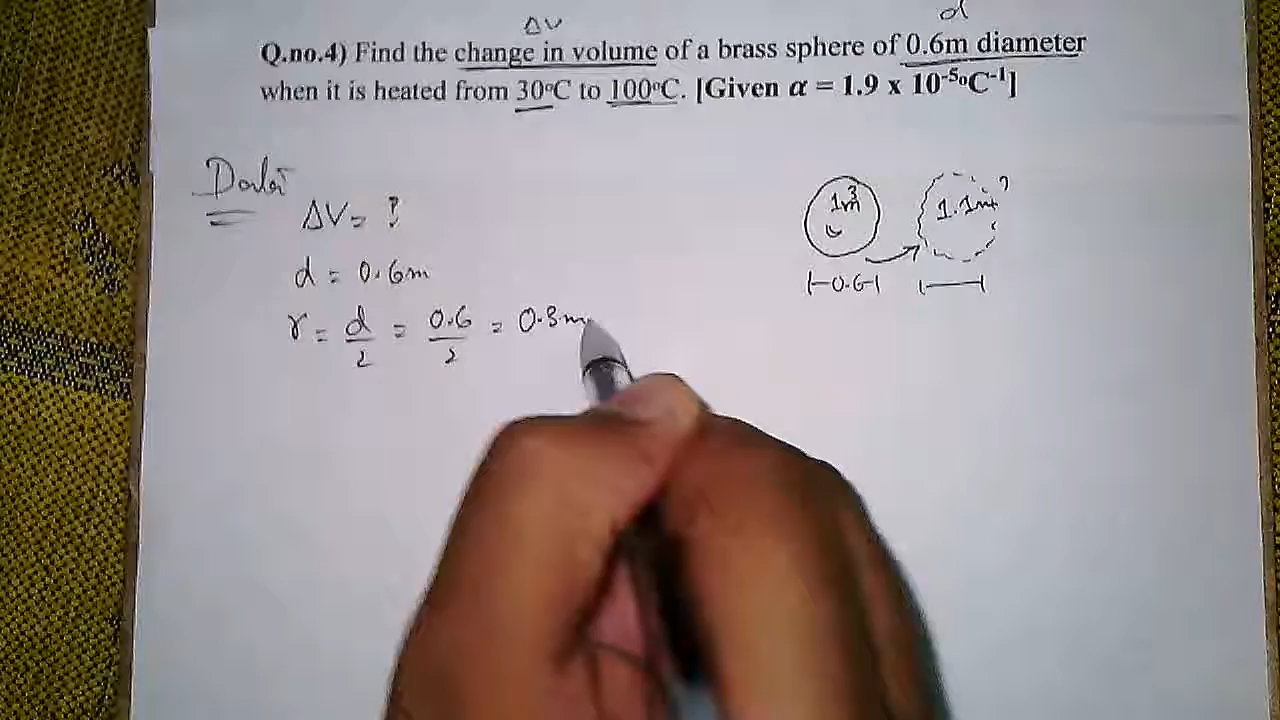 ΔV
d
Q.no.4) Find the change in volume of a brass sphere of 0.6m diameter
when it is heated from 30°C to 100°C. [Given α = 1.9 x 10⁻⁵°C⁻¹]
Data
ΔV = ?
1m³
1.1m³
d = 0.6m
0.6
r = d/2 = 0.6/2 = 0.3m